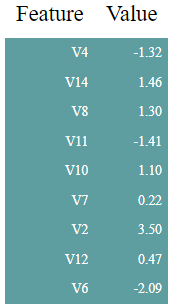 Feature Value
V4 -1.32
V14 1.46
V8 1.30
V11 -1.41
V10 1.10
V7 0.22
V2 3.50
V12 0.47
V6 -2.09